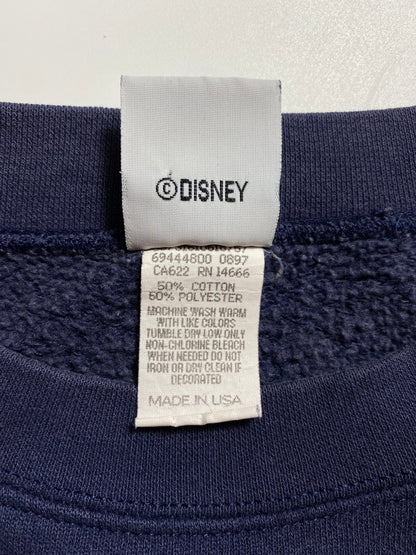 ©DISNEY
69444800 0897
CA622 RN 14666
50% COTTON
50% POLYESTER
MACHINE WASH WARM
WITH LIKE COLORS
TUMBLE DRY LOW ONLY
NON-CHLORINE BLEACH
WHEN NEEDED DO NOT
IRON OR DRY CLEAN IF
DECORATED
MADE IN USA